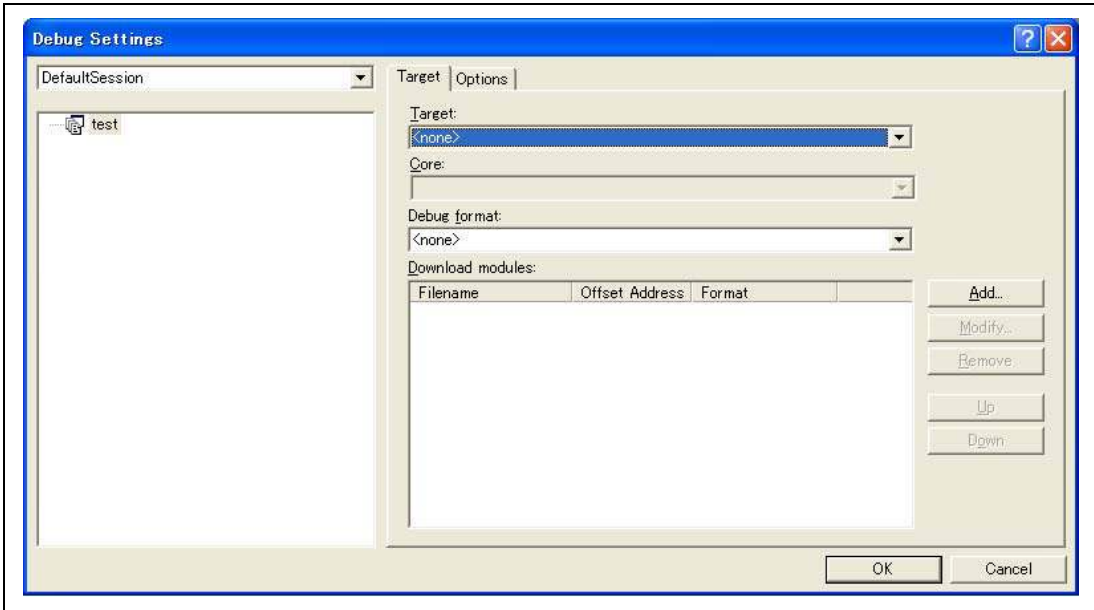 Debug Settings
DefaultSession
test
Target
Options
Target:
<none>
Core:
Debug format:
<none>
Download modules:
Filename
Offset Address
Format
Add...
Modify...
Remove
Up
Down
OK
Cancel